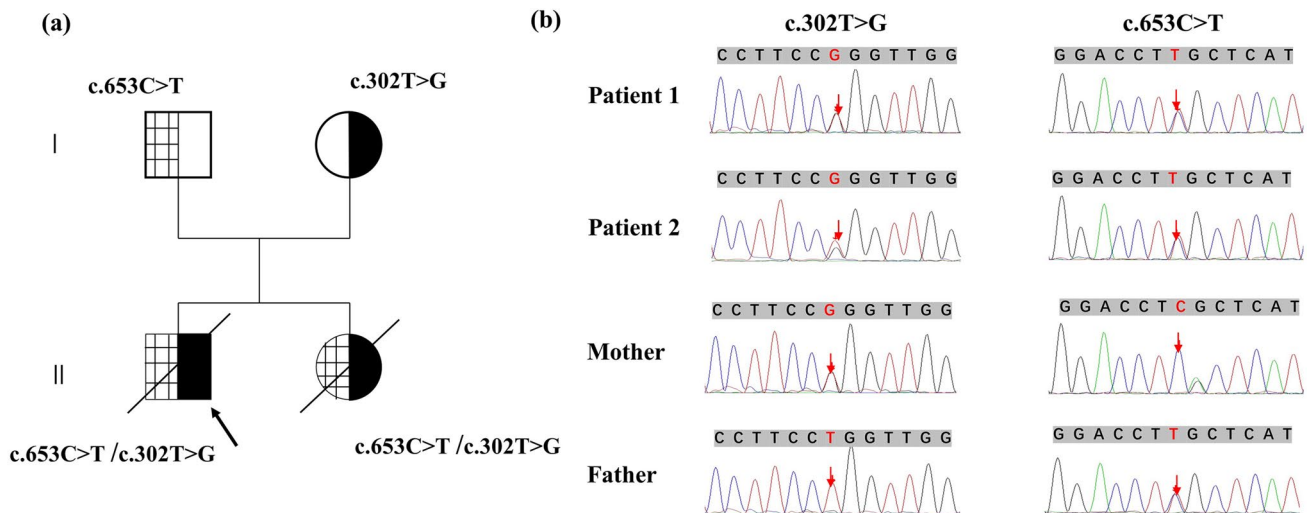 (a)
c.653C>T
c.302T>G
I
II
c.653C>T /c.302T>G
c.653C>T /c.302T>G
(b)
c.302T>G
c.653C>T
Patient 1
C C T T C C G G G T T G G
G G A C C T T G C T C A T
Patient 2
C C T T C C G G G T T G G
G G A C C T T G C T C A T
Mother
C C T T C C G G G T T G G
G G A C C T C G C T C A T
Father
C C T T C C T G G T T G G
G G A C C T T G C T C A T